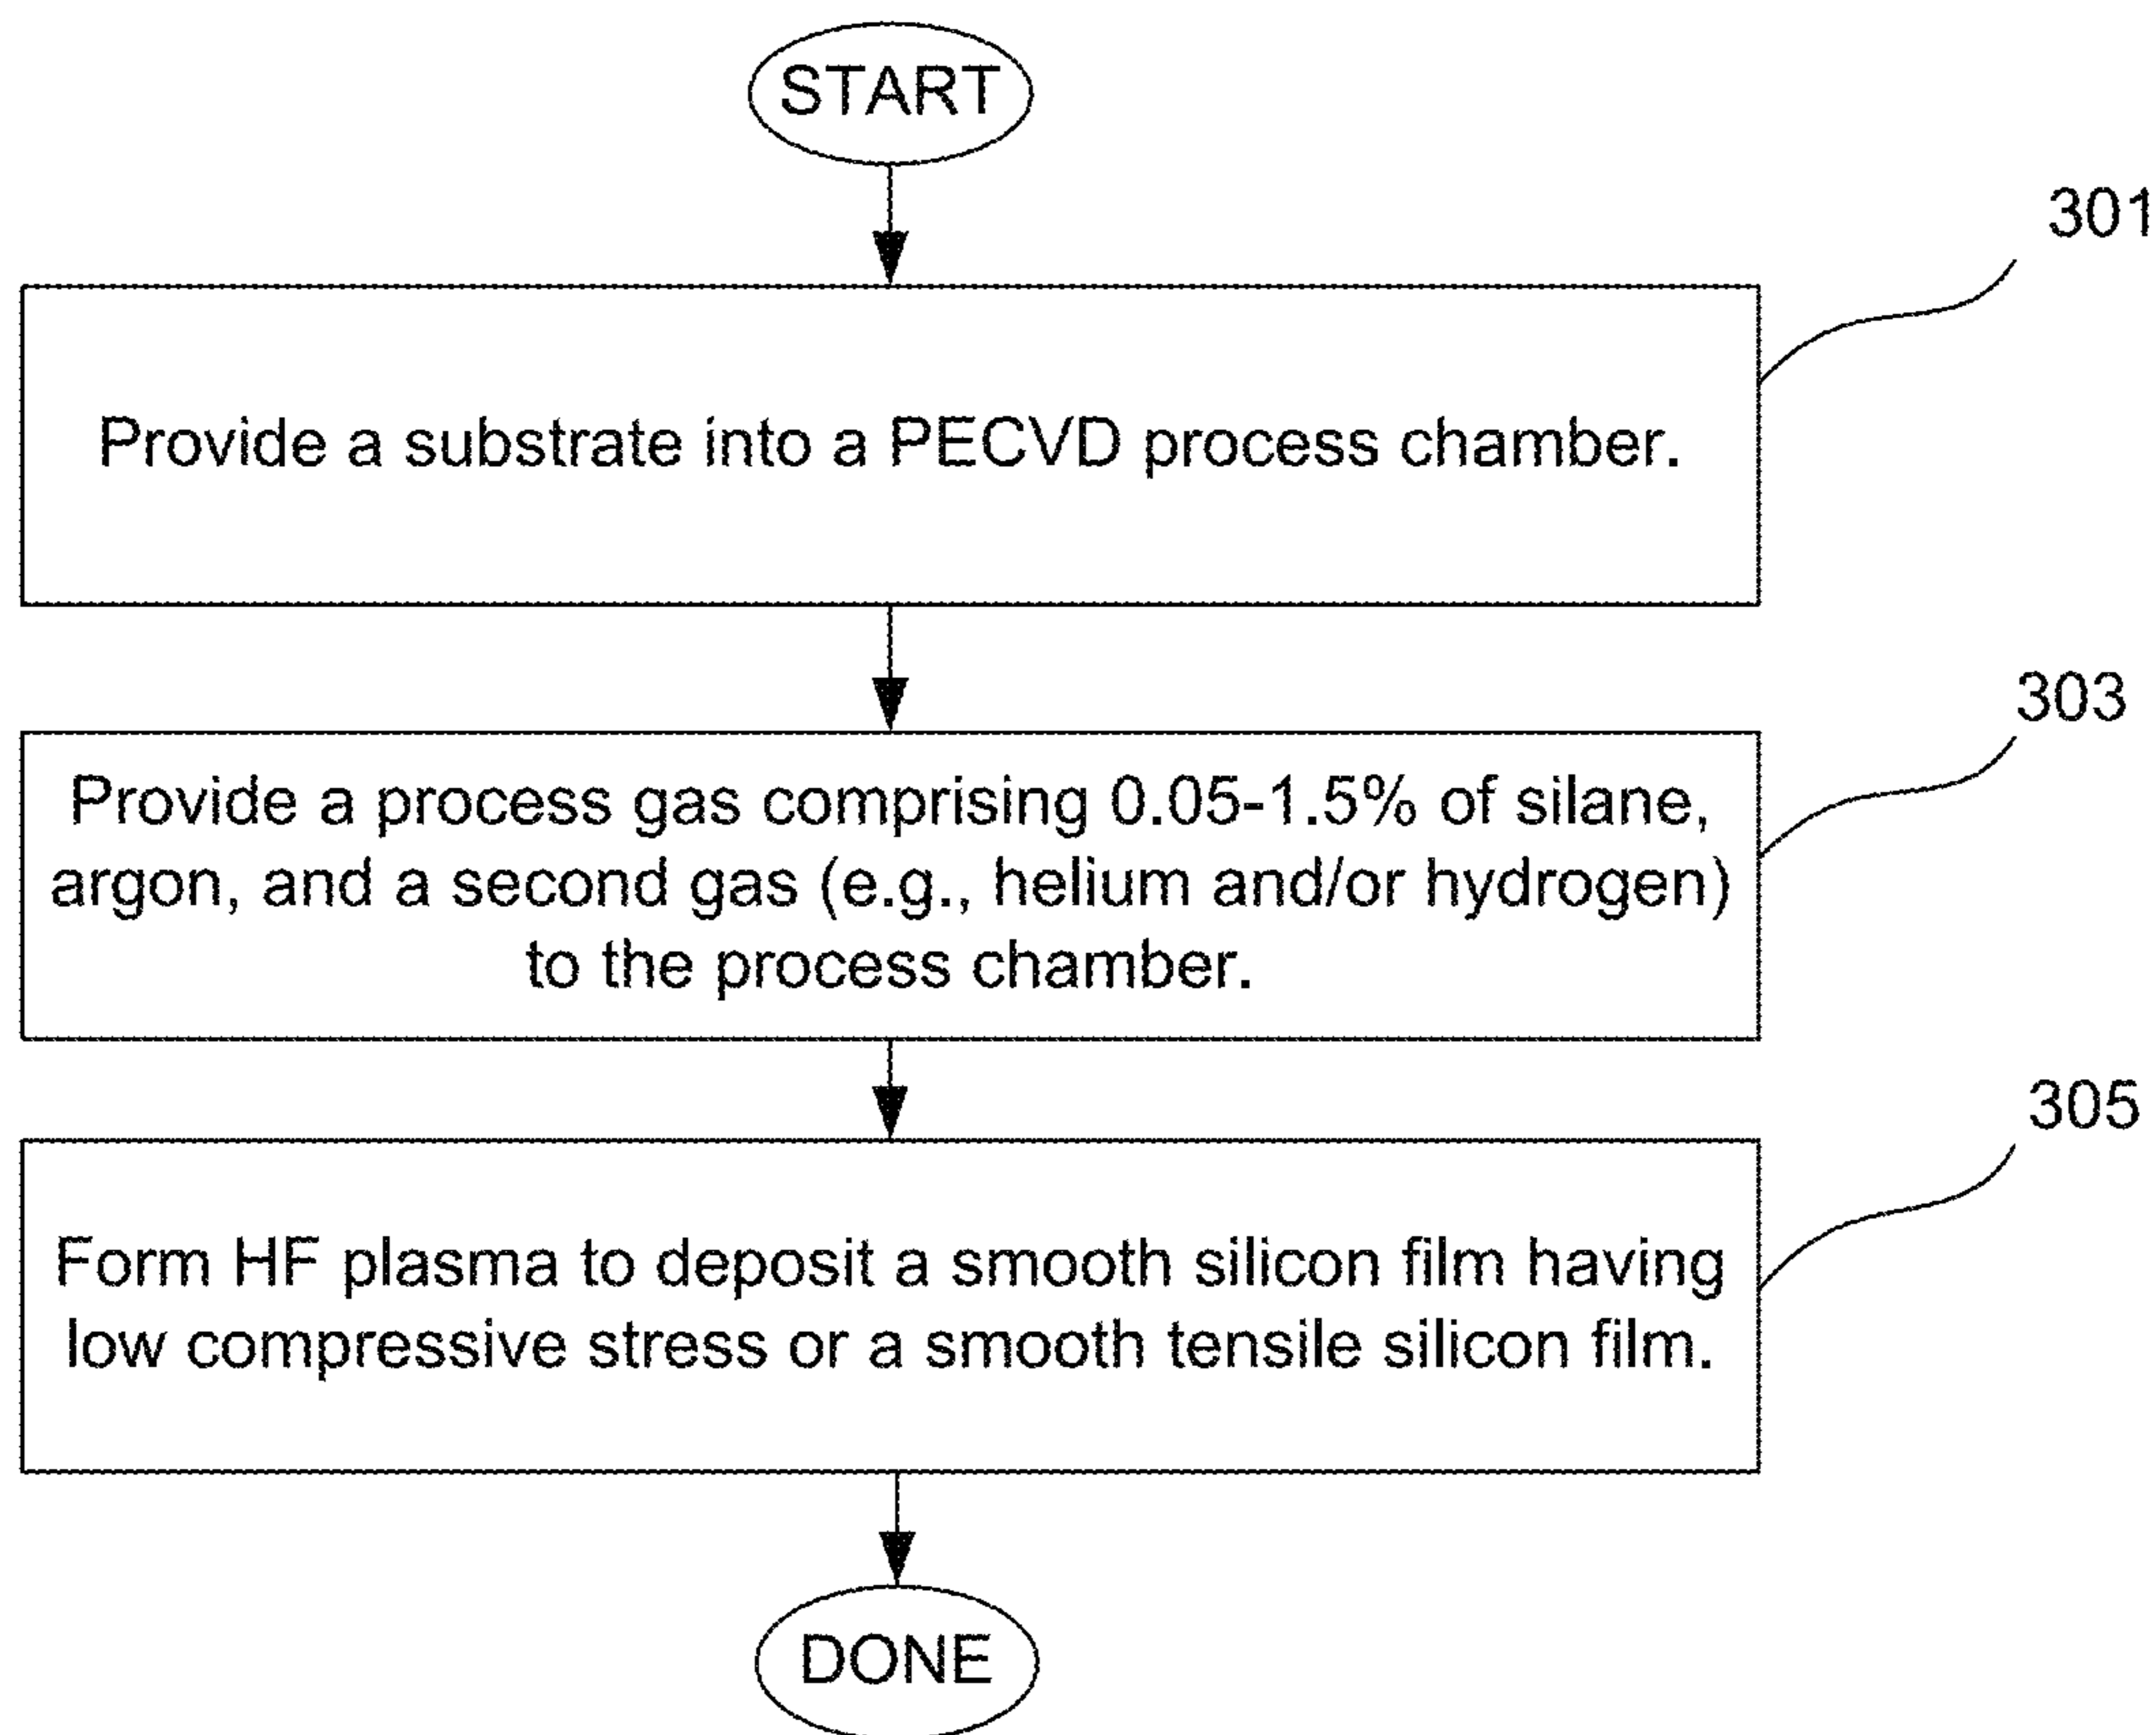 START
301
Provide a substrate into a PECVD process chamber.
303
Provide a process gas comprising 0.05-1.5% of silane,
argon, and a second gas (e.g., helium and/or hydrogen)
to the process chamber.
305
Form HF plasma to deposit a smooth silicon film having
low compressive stress or a smooth tensile silicon film.
DONE